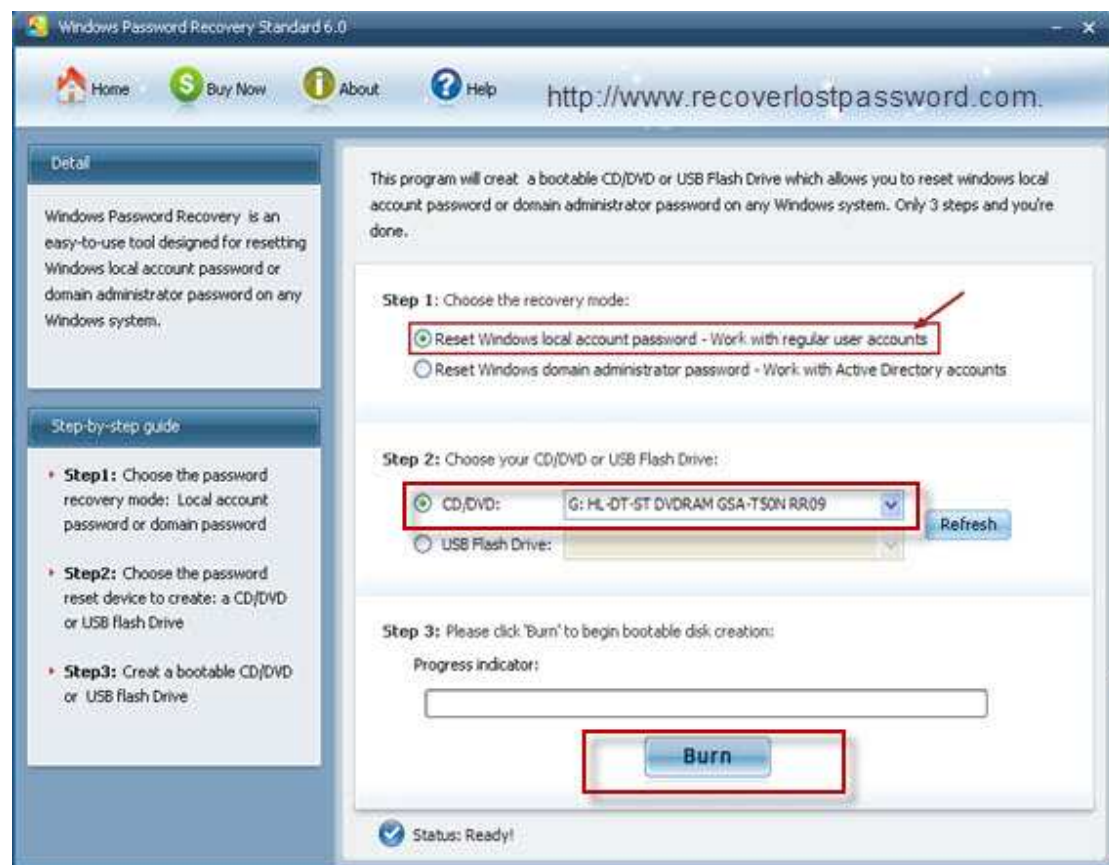 Windows Password Recovery Standard 6.0
Home
Buy Now
About
Help
http://www.recoverlostpassword.com.
Detail
Windows Password Recovery is an
easy-to-use tool designed for resetting
Windows local account password or
domain administrator password on any
Windows system.
Step-by-step guide
Step1: Choose the password
recovery mode: Local account
password or domain password
Step2: Choose the password
reset device to create: a CD/DVD
or USB flash Drive
Step3: Creat a bootable CD/DVD
or USB flash Drive
This program will creat a bootable CD/DVD or USB Flash Drive which allows you to reset windows local
account password or domain administrator password on any Windows system. Only 3 steps and you're
done.
Step 1: Choose the recovery mode:
Reset Windows local account password - Work with regular user accounts
Reset Windows domain administrator password - Work with Active Directory accounts
Step 2: Choose your CD/DVD or USB Flash Drive:
CD/DVD: G: HL-DT-ST DVDRAM GSA-T50N RR09
Refresh
USB Flash Drive:
Step 3: Please click 'Burn' to begin bootable disk creation:
Progress indicator:
Burn
Status: Ready!